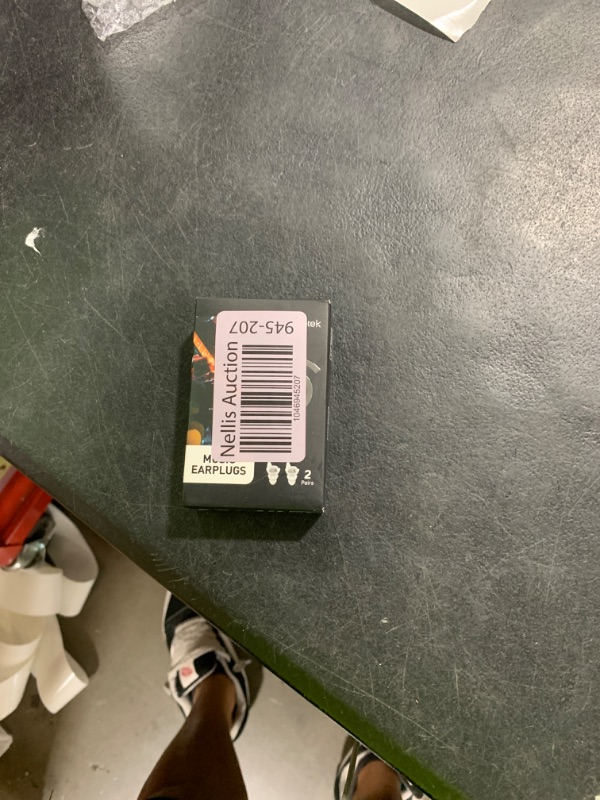 945-207
Nellis Auction
1046945207
EARPLUGS
2
Pairs